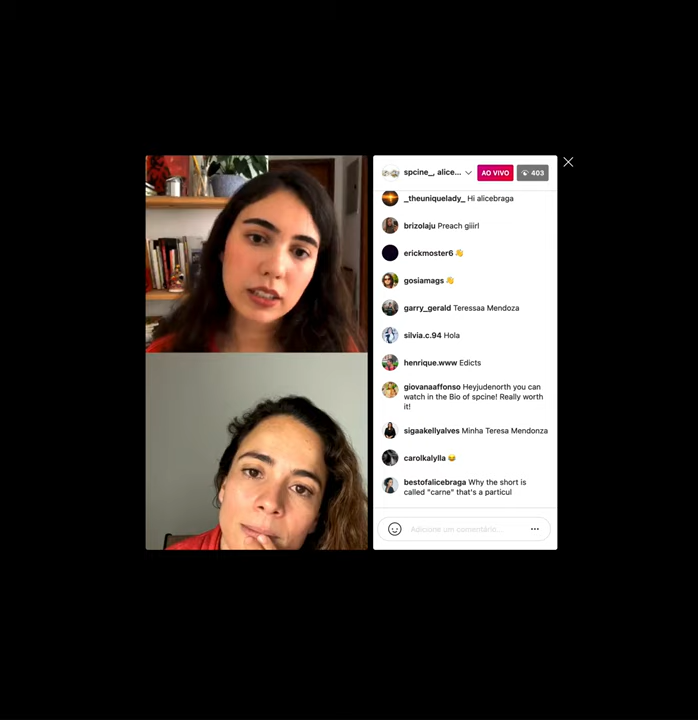 spcine_, alice...
AO VIVO
403
_theuniquelady_ Hi alicebraga
brizolaju Preach giiirl
erickmoster6 👋
gosiamags 👋
garry_gerald Teressaa Mendoza
silvia.c.94 Hola
henrique.www Edicts
giovanaaffonso Heyjudenorth you can
watch in the Bio of spcine! Really worth
it!
sigaakellyalves Minha Teresa Mendonza
carolkalylla 😂
bestofalicebraga Why the short is
called "carne" that's a particul
Adicione um comentário...